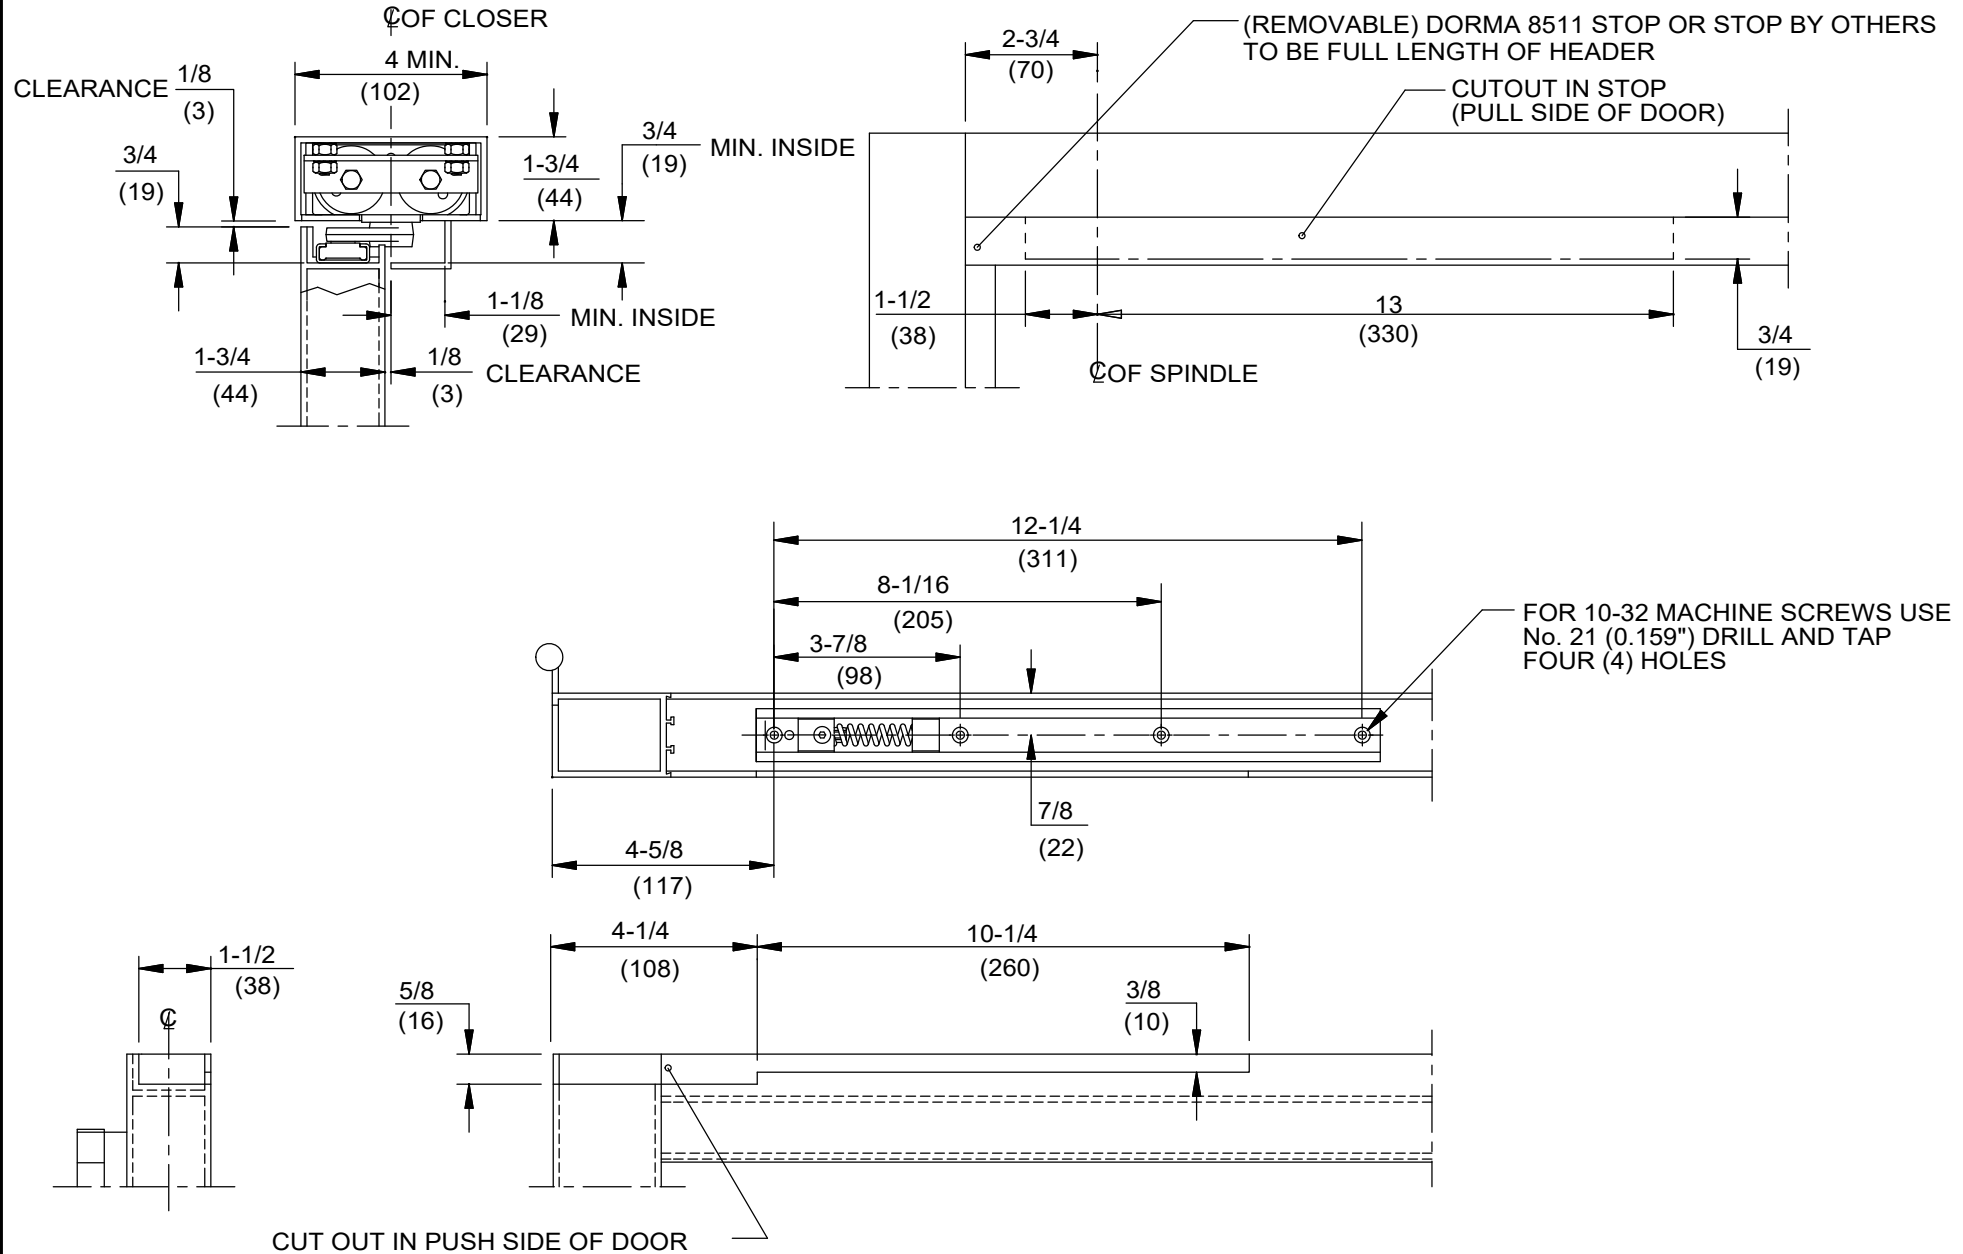 ℄ OF CLOSER
4 MIN.
(102)
CLEARANCE
1/8
(3)
3/4
(19)
1-3/4
(44)
3/4
(19)
MIN. INSIDE
1-1/8
(29)
MIN. INSIDE
1-3/4
(44)
1/8
(3)
CLEARANCE
2-3/4
(70)
(REMOVABLE) DORMA 8511 STOP OR STOP BY OTHERS
TO BE FULL LENGTH OF HEADER
CUTOUT IN STOP
(PULL SIDE OF DOOR)
1-1/2
(38)
13
(330)
3/4
(19)
℄ OF SPINDLE
12-1/4
(311)
8-1/16
(205)
3-7/8
(98)
FOR 10-32 MACHINE SCREWS USE
No. 21 (0.159") DRILL AND TAP
FOUR (4) HOLES
7/8
(22)
4-5/8
(117)
4-1/4
(108)
10-1/4
(260)
1-1/2
(38)
℄
5/8
(16)
3/8
(10)
CUT OUT IN PUSH SIDE OF DOOR